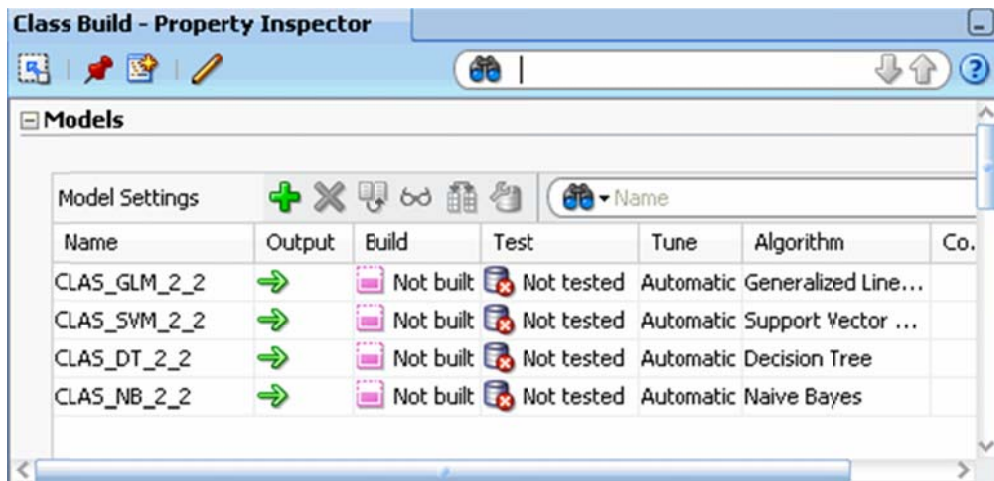 Class Build - Property Inspector
Models
Model Settings Name
Name Output Build Test Tune Algorithm Co.
CLAS_GLM_2_2 Not built Not tested Automatic Generalized Line...
CLAS_SVM_2_2 Not built Not tested Automatic Support Vector ...
CLAS_DT_2_2 Not built Not tested Automatic Decision Tree
CLAS_NB_2_2 Not built Not tested Automatic Naive Bayes